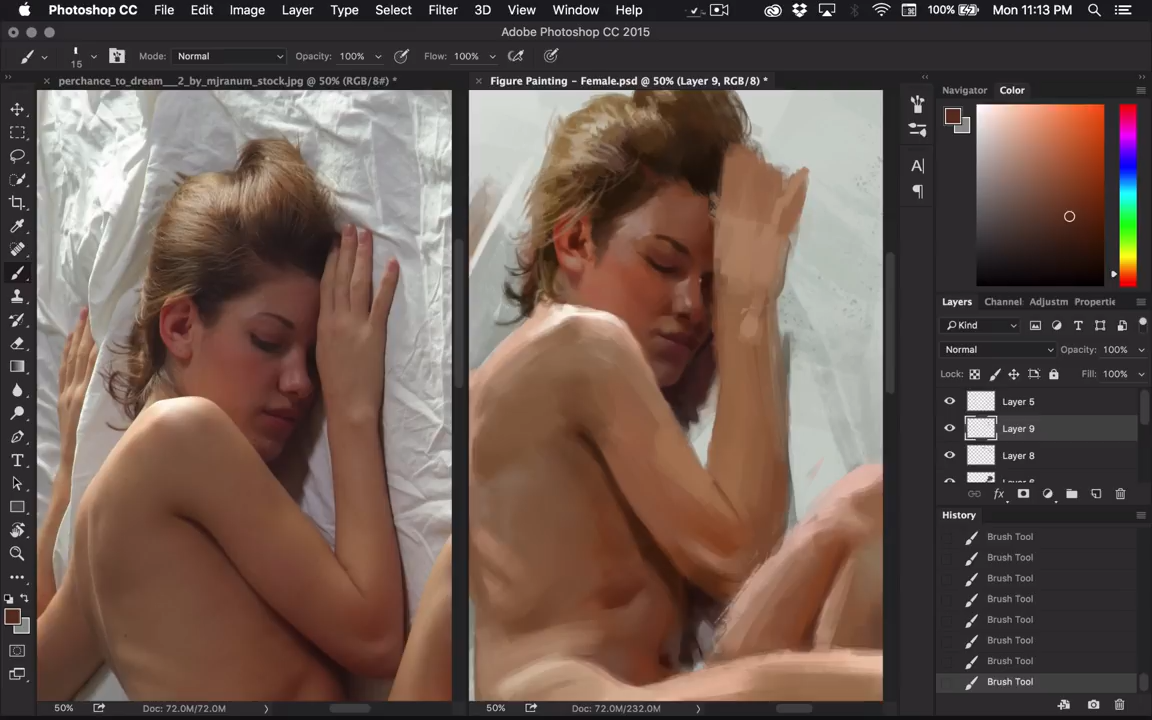 Photoshop CC File Edit Image Layer Type Select Filter 3D View Window Help 100% Mon 11:13 PM
Adobe Photoshop CC 2015
15 Mode: Normal Opacity: 100% Flow: 100%
perchance_to_dream__2_by_mjranum_stock.jpg @ 50% (RGB/8#) *
Figure Painting - Female.psd @ 50% (Layer 9, RGB/8) *
Navigator Color
Layers Channel Adjustm Propertie
Kind
Normal Opacity: 100%
Lock: Fill: 100%
Layer 5
Layer 9
Layer 8
fx
History
Brush Tool
Brush Tool
Brush Tool
Brush Tool
Brush Tool
Brush Tool
Brush Tool
Brush Tool
50% Doc: 72.0M/72.0M
50% Doc: 72.0M/232.0M